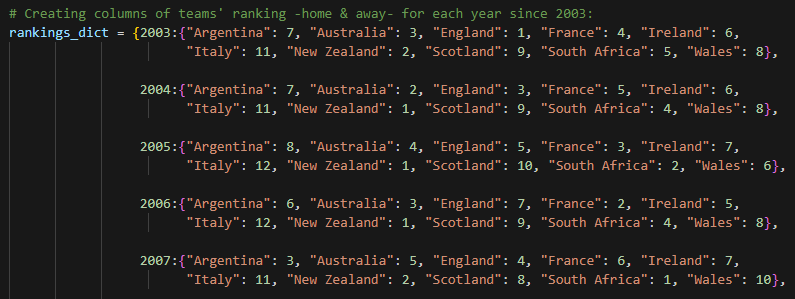 # Creating columns of teams' ranking -home & away- for each year since 2003:
rankings_dict = {2003:{"Argentina": 7, "Australia": 3, "England": 1, "France": 4, "Ireland": 6,
"Italy": 11, "New Zealand": 2, "Scotland": 9, "South Africa": 5, "Wales": 8},
2004:{"Argentina": 7, "Australia": 2, "England": 3, "France": 5, "Ireland": 6,
"Italy": 11, "New Zealand": 1, "Scotland": 9, "South Africa": 4, "Wales": 8},
2005:{"Argentina": 8, "Australia": 4, "England": 5, "France": 3, "Ireland": 7,
"Italy": 12, "New Zealand": 1, "Scotland": 10, "South Africa": 2, "Wales": 6},
2006:{"Argentina": 6, "Australia": 3, "England": 7, "France": 2, "Ireland": 5,
"Italy": 12, "New Zealand": 1, "Scotland": 9, "South Africa": 4, "Wales": 8},
2007:{"Argentina": 3, "Australia": 5, "England": 4, "France": 6, "Ireland": 7,
"Italy": 11, "New Zealand": 2, "Scotland": 8, "South Africa": 1, "Wales": 10},